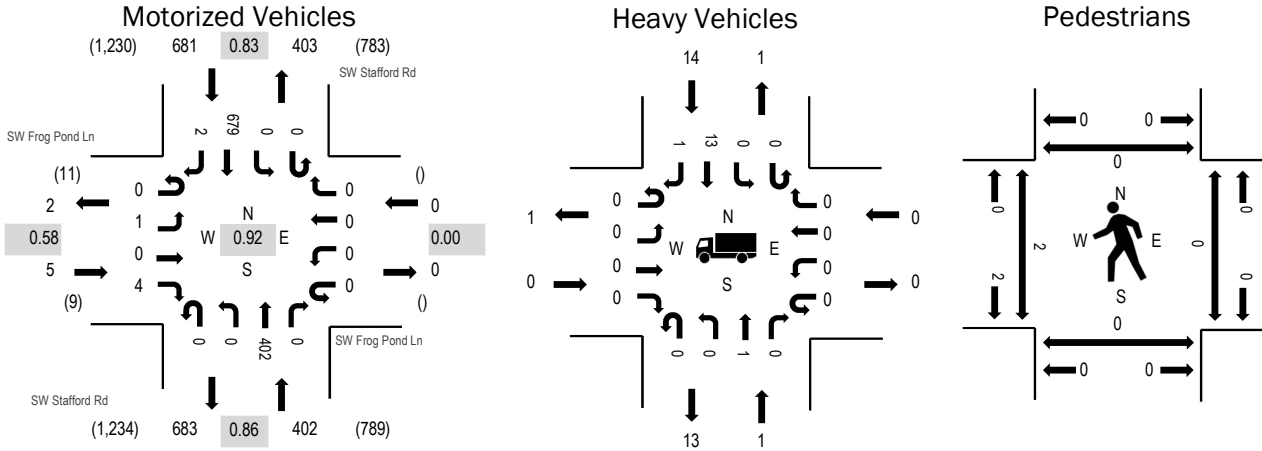 Motorized Vehicles
(1,230) 681 0.83 403 (783)
SW Stafford Rd
SW Frog Pond Ln
2 679 0 0
(11) 0 0 ()
2 1 N 0 0
0.58 W 0.92 E 0.00
5 0 S 0 0
(9) 4 0 ()
0 0 402 0
SW Frog Pond Ln
SW Stafford Rd
(1,234) 683 0.86 402 (789)
Heavy Vehicles
14 1
1 13 0 0
0 0
1 0 N 0 0
W E
0 0 S 0 0
0 0
0 0 1 0
13 1
Pedestrians
0 0
0
N
0 0
W E
2 0
S
2 0
0
0 0